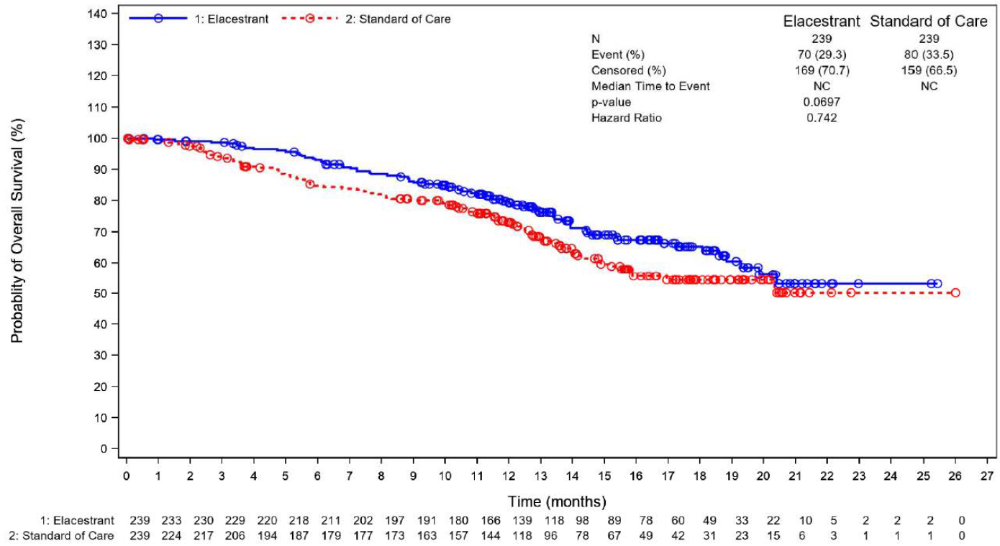 1: Elacestrant 2: Standard of Care
Elacestrant Standard of Care
N 239 239
Event (%) 70 (29.3) 80 (33.5)
Censored (%) 169 (70.7) 159 (66.5)
Median Time to Event NC NC
p-value 0.0697
Hazard Ratio 0.742
Probablity of Overall Survival (%)
140
130
120
110
100
90
80
70
60
50
40
30
20
10
0
0 1 2 3 4 5 6 7 8 9 10 11 12 13 14 15 16 17 18 19 20 21 22 23 24 25 26 27
Time (months)
1: Elacestrant 239 233 230 229 220 218 211 202 197 191 180 166 139 118 98 89 78 60 49 33 22 10 5 2 2 2 0
2: Standard of Care 239 224 217 206 194 187 179 177 173 163 157 144 118 96 78 67 49 42 31 23 15 6 3 1 1 1 0